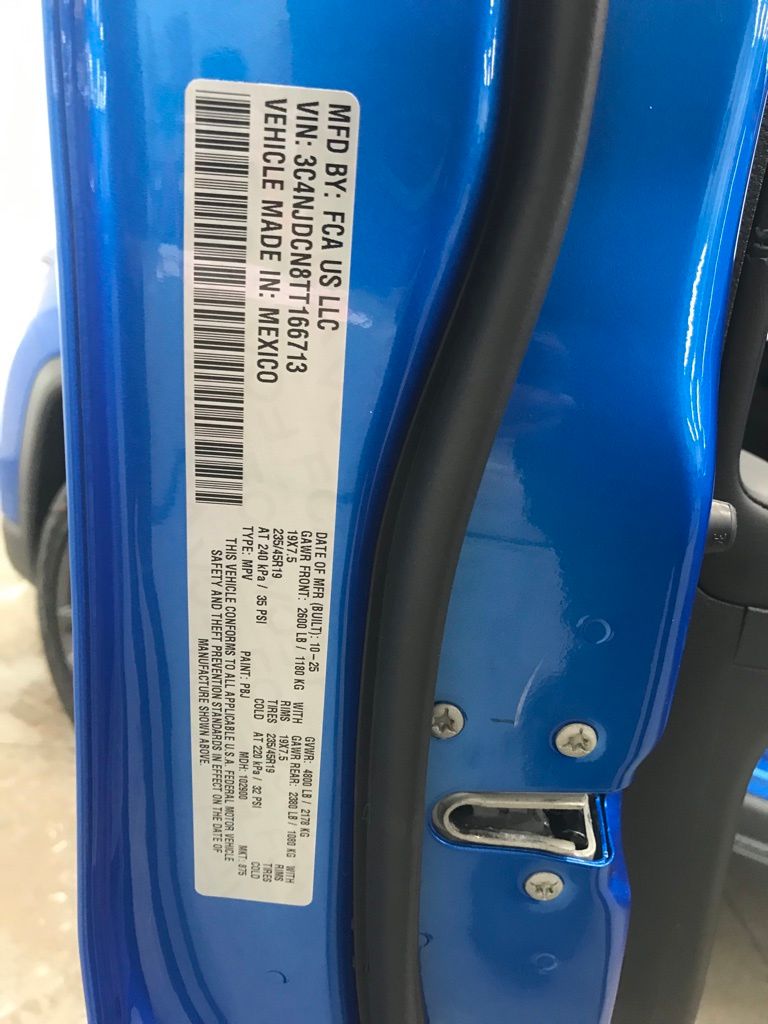 MFD BY: FCA US LLC
VIN: 3C4NJDCN8TT166713
VEHICLE MADE IN: MEXICO
DATE OF MFR (BUILT): 10-25 GVWR: 4800 LB / 2178 KG
GAWR FRONT: 2600 LB / 1180 KG WITH GAWR REAR: 2380 LB / 1080 KG WITH
19X7.5 RIMS 19X7.5 RIMS
235/45R19 TIRES 235/45R19 TIRES
AT 240 kPa / 35 PSI COLD AT 220 kPa / 32 PSI COLD
TYPE: MPV PAINT: PBJ MDH: 102900 MKT: 875
THIS VEHICLE CONFORMS TO ALL APPLICABLE U.S.A. FEDERAL MOTOR VEHICLE
SAFETY AND THEFT PREVENTION STANDARDS IN EFFECT ON THE DATE OF
MANUFACTURE SHOWN ABOVE.